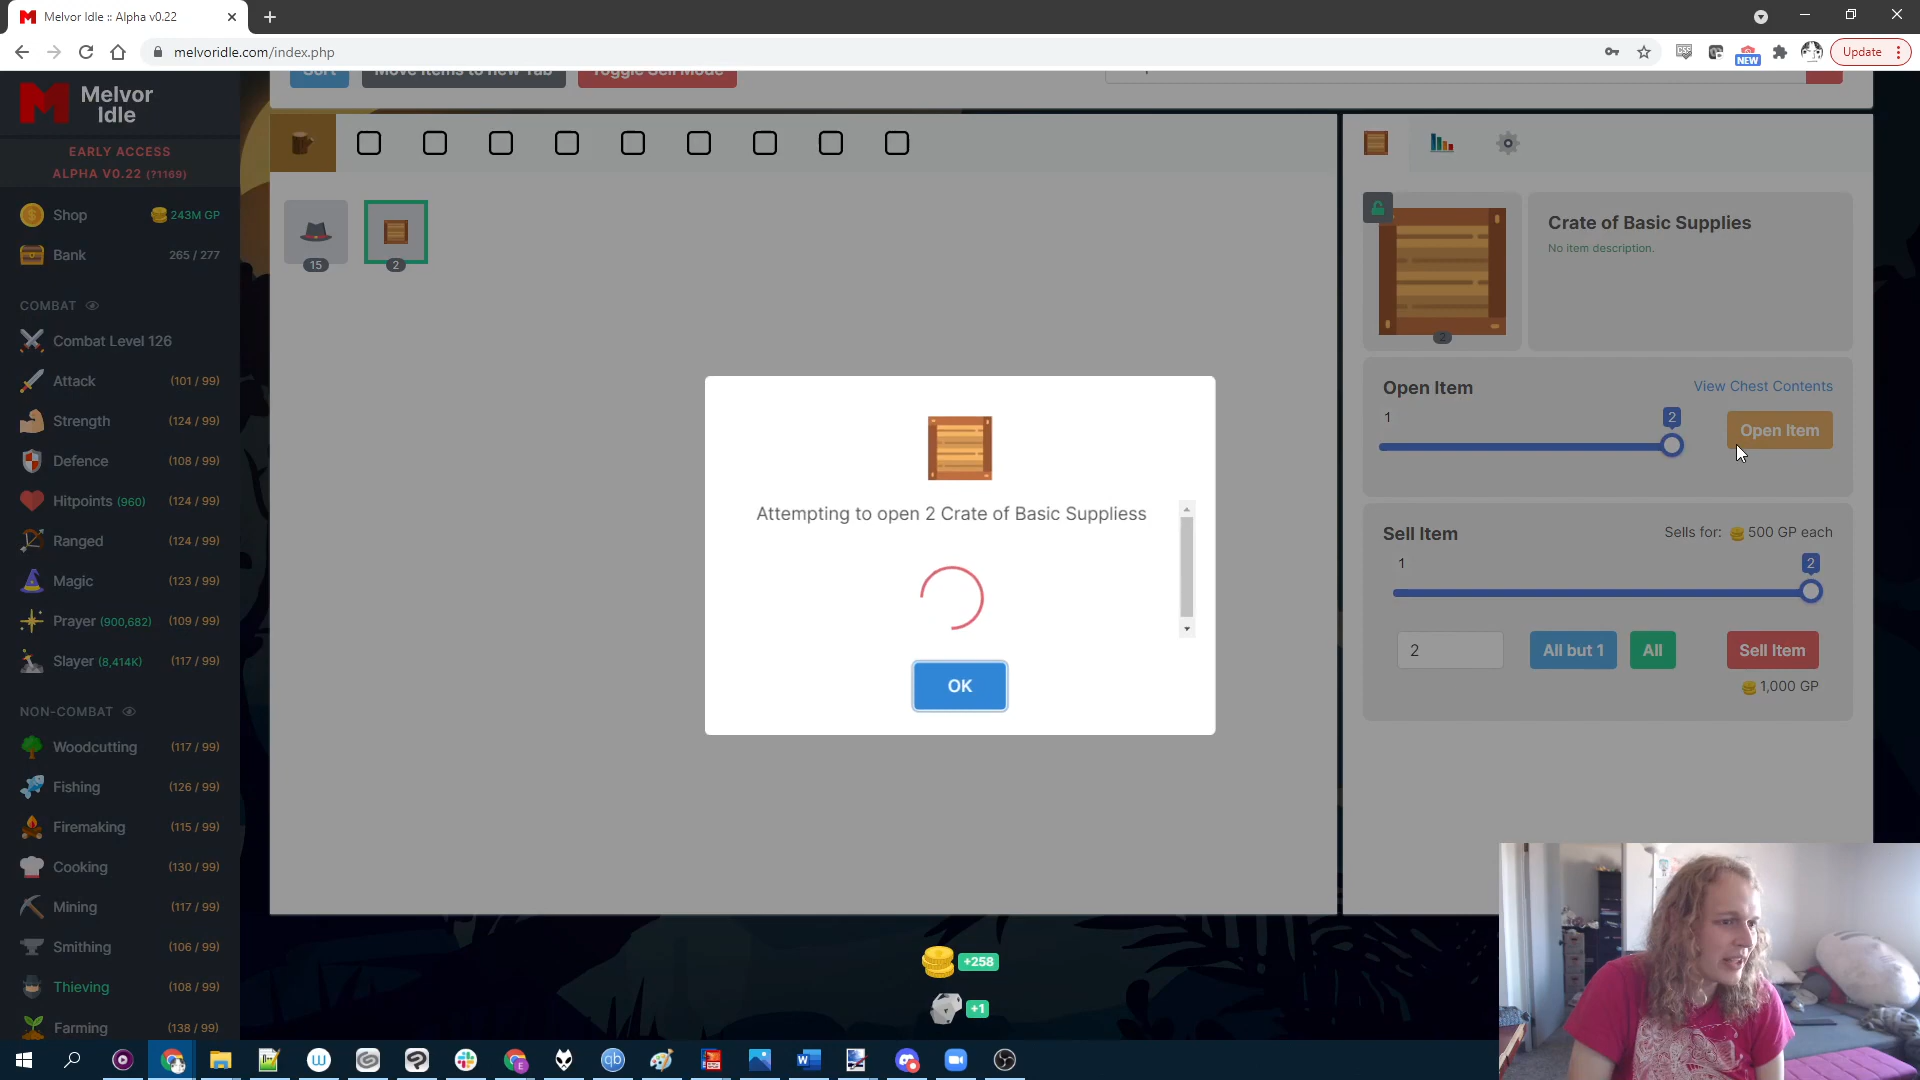 Melvor Idle :: Alpha v0.22
melvoridle.com/index.php
NEW
Update
Melvor
Idle
EARLY ACCESS
ALPHA V0.22 (?1169)
Shop 243M GP
Bank 265 / 277
COMBAT
Combat Level 126
Attack (101 / 99)
Strength (124 / 99)
Defence (108 / 99)
Hitpoints (960) (124 / 99)
Ranged (124 / 99)
Magic (123 / 99)
Prayer (900,682) (109 / 99)
Slayer (8,414K) (117 / 99)
NON-COMBAT
Woodcutting (117 / 99)
Fishing (126 / 99)
Firemaking (115 / 99)
Cooking (130 / 99)
Mining (117 / 99)
Smithing (106 / 99)
Thieving (108 / 99)
Farming (138 / 99)
Sort
Move Items to new Tab
Toggle Sell Mode
15
2
Attempting to open 2 Crate of Basic Suppliess
OK
+258
+1
2
Crate of Basic Supplies
No item description.
Open Item
View Chest Contents
1
2
Open Item
Sell Item
Sells for: 500 GP each
1
2
2
All but 1
All
Sell Item
1,000 GP